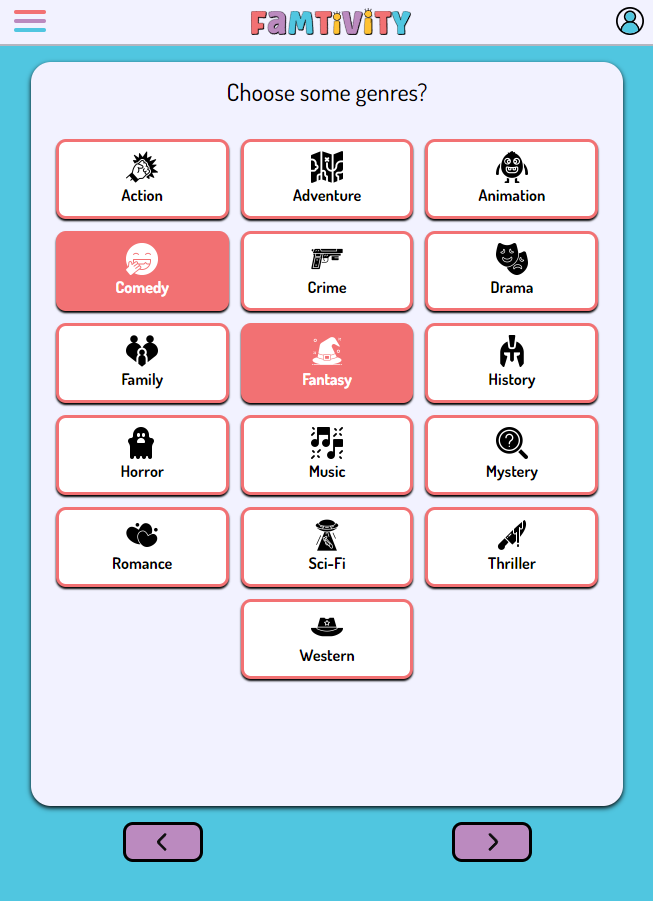 FAMTIVITY
Choose some genres?
Action
Adventure
Animation
Comedy
Crime
Drama
Family
Fantasy
History
Horror
Music
Mystery
Romance
Sci-Fi
Thriller
Western